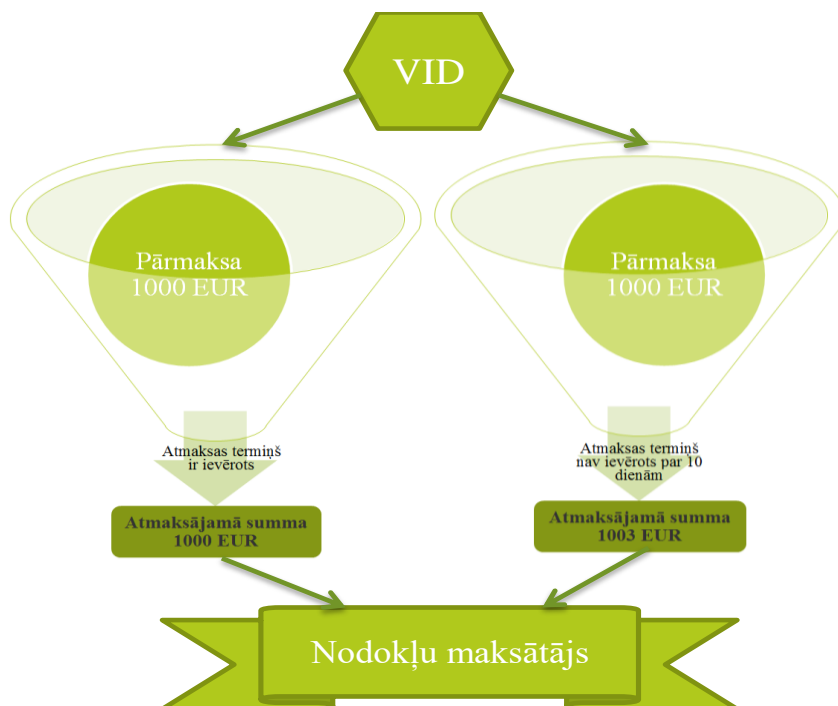 VID
Pārmaksa
1000 EUR
Atmaksas termiņš
ir ievērots
Atmaksājamā summa
1000 EUR
Pārmaksa
1000 EUR
Atmaksas termiņš
nav ievērots par 10
dienām
Atmaksājamā summa
1003 EUR
Nodokļu maksātājs